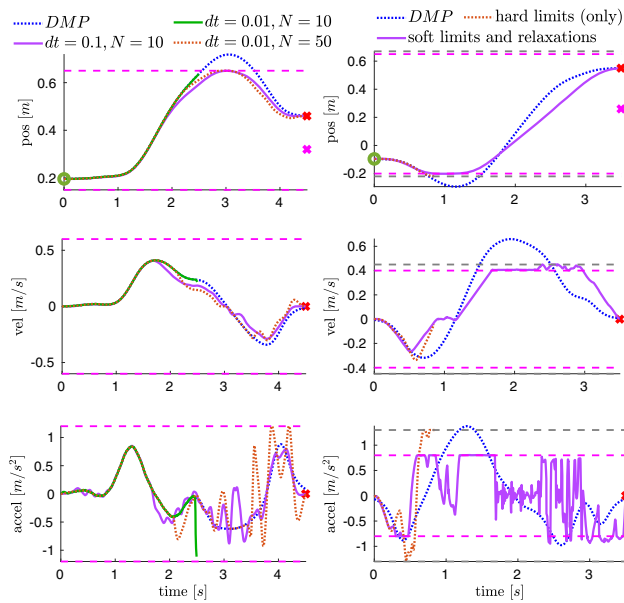 DMP
dt = 0.01, N = 10
dt = 0.1, N = 10
dt = 0.01, N = 50
DMP
hard limits (only)
soft limits and relaxations
pos [m]
0.6
0.4
0.2
0 1 2 3 4
pos [m]
0.6
0.4
0.2
0
-0.2
0 1 2 3
vel [m/s]
0.5
0
-0.5
0 1 2 3 4
vel [m/s]
0.6
0.4
0.2
0
-0.2
-0.4
0 1 2 3
accel [m/s²]
1
0.5
0
-0.5
-1
0 1 2 3 4
time [s]
accel [m/s²]
1
0.5
0
-0.5
-1
0 1 2 3
time [s]